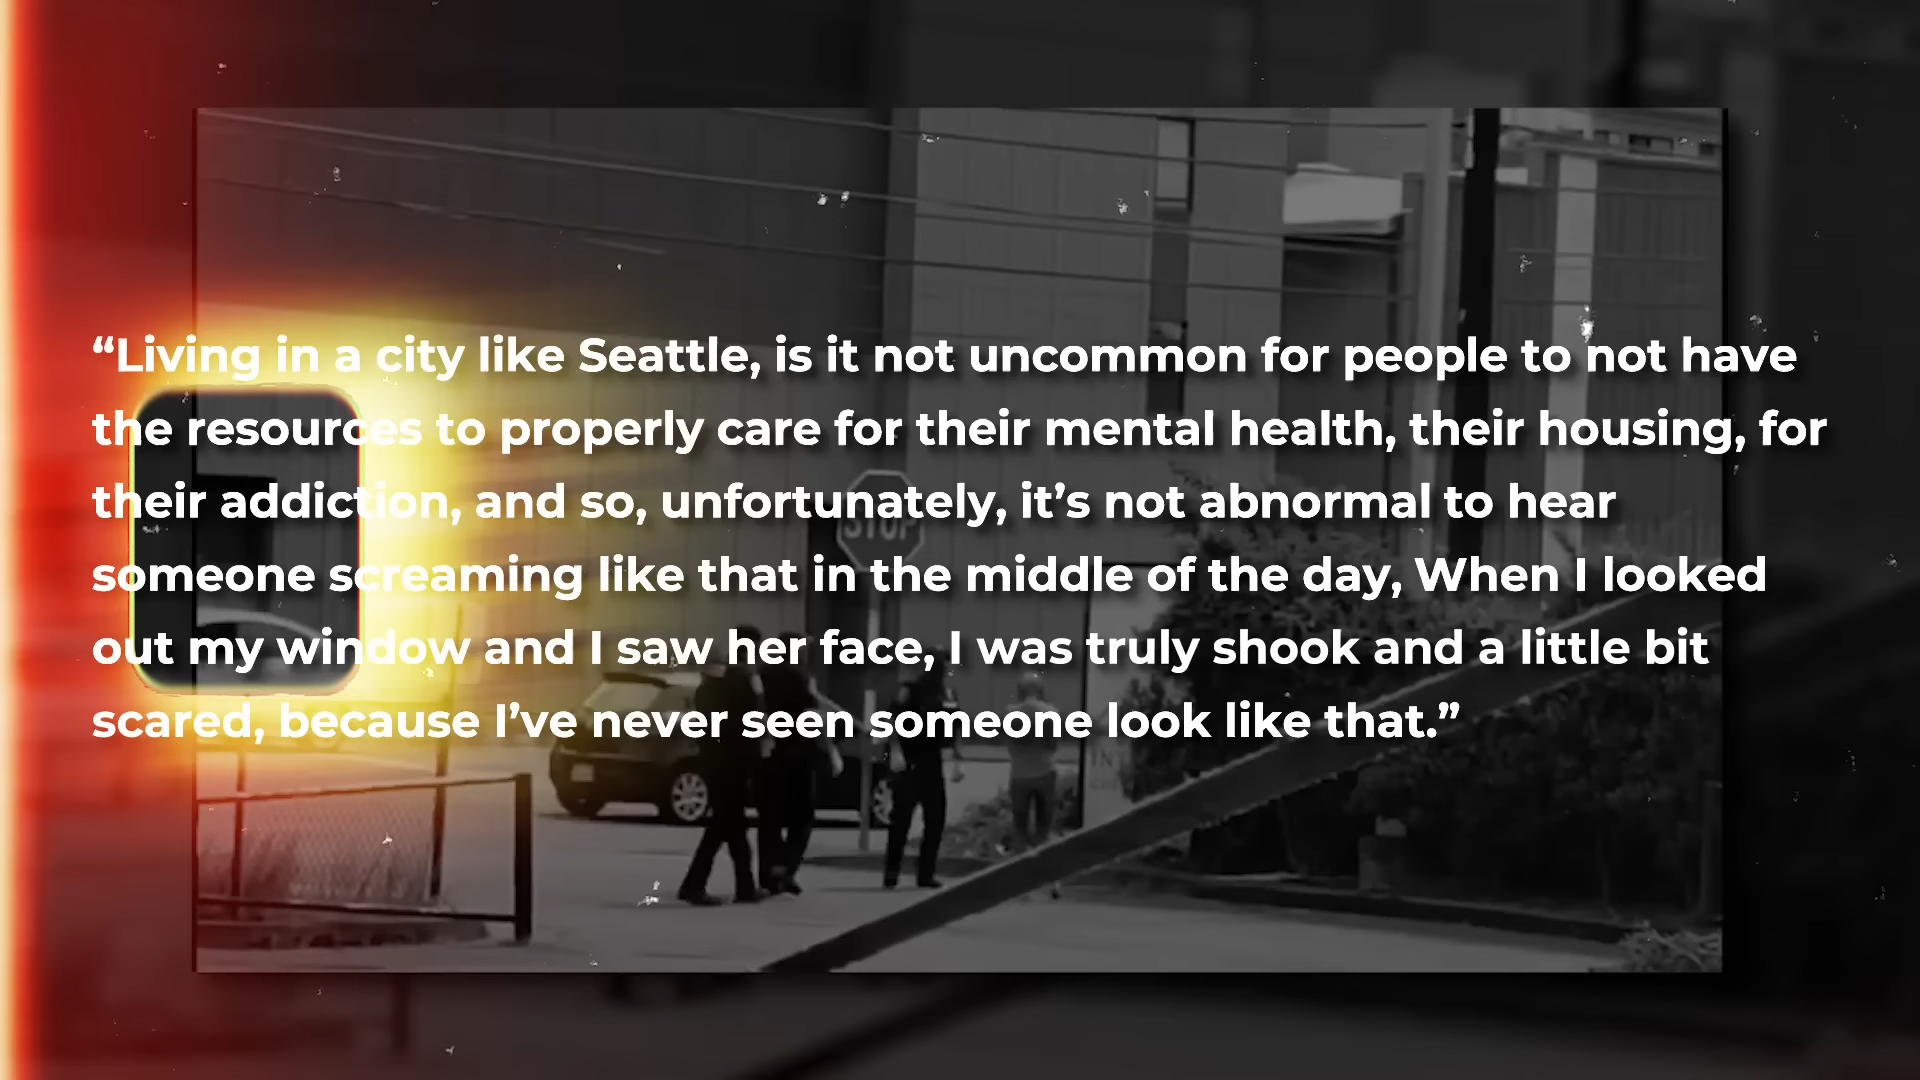 “Living in a city like Seattle, is it not uncommon for people to not have
the resources to properly care for their mental health, their housing, for
their addiction, and so, unfortunately, it’s not abnormal to hear
STOP
someone screaming like that in the middle of the day, When I looked
out my window and I saw her face, I was truly shook and a little bit
scared, because I’ve never seen someone look like that.”